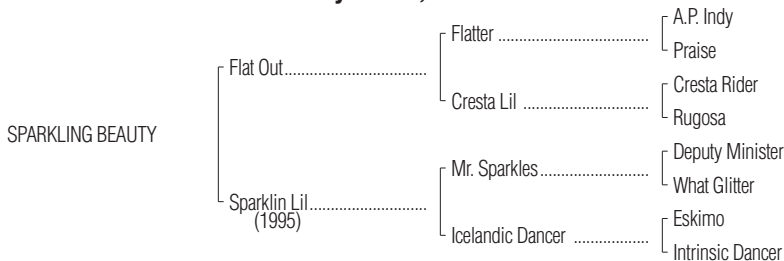 Flatter
A.P. Indy
Praise
Flat Out
Cresta Lil
Cresta Rider
Rugosa
SPARKLING BEAUTY
Mr. Sparkles
Deputy Minister
What Glitter
Sparklin Lil
(1995)
Icelandic Dancer
Eskimo
Intrinsic Dancer